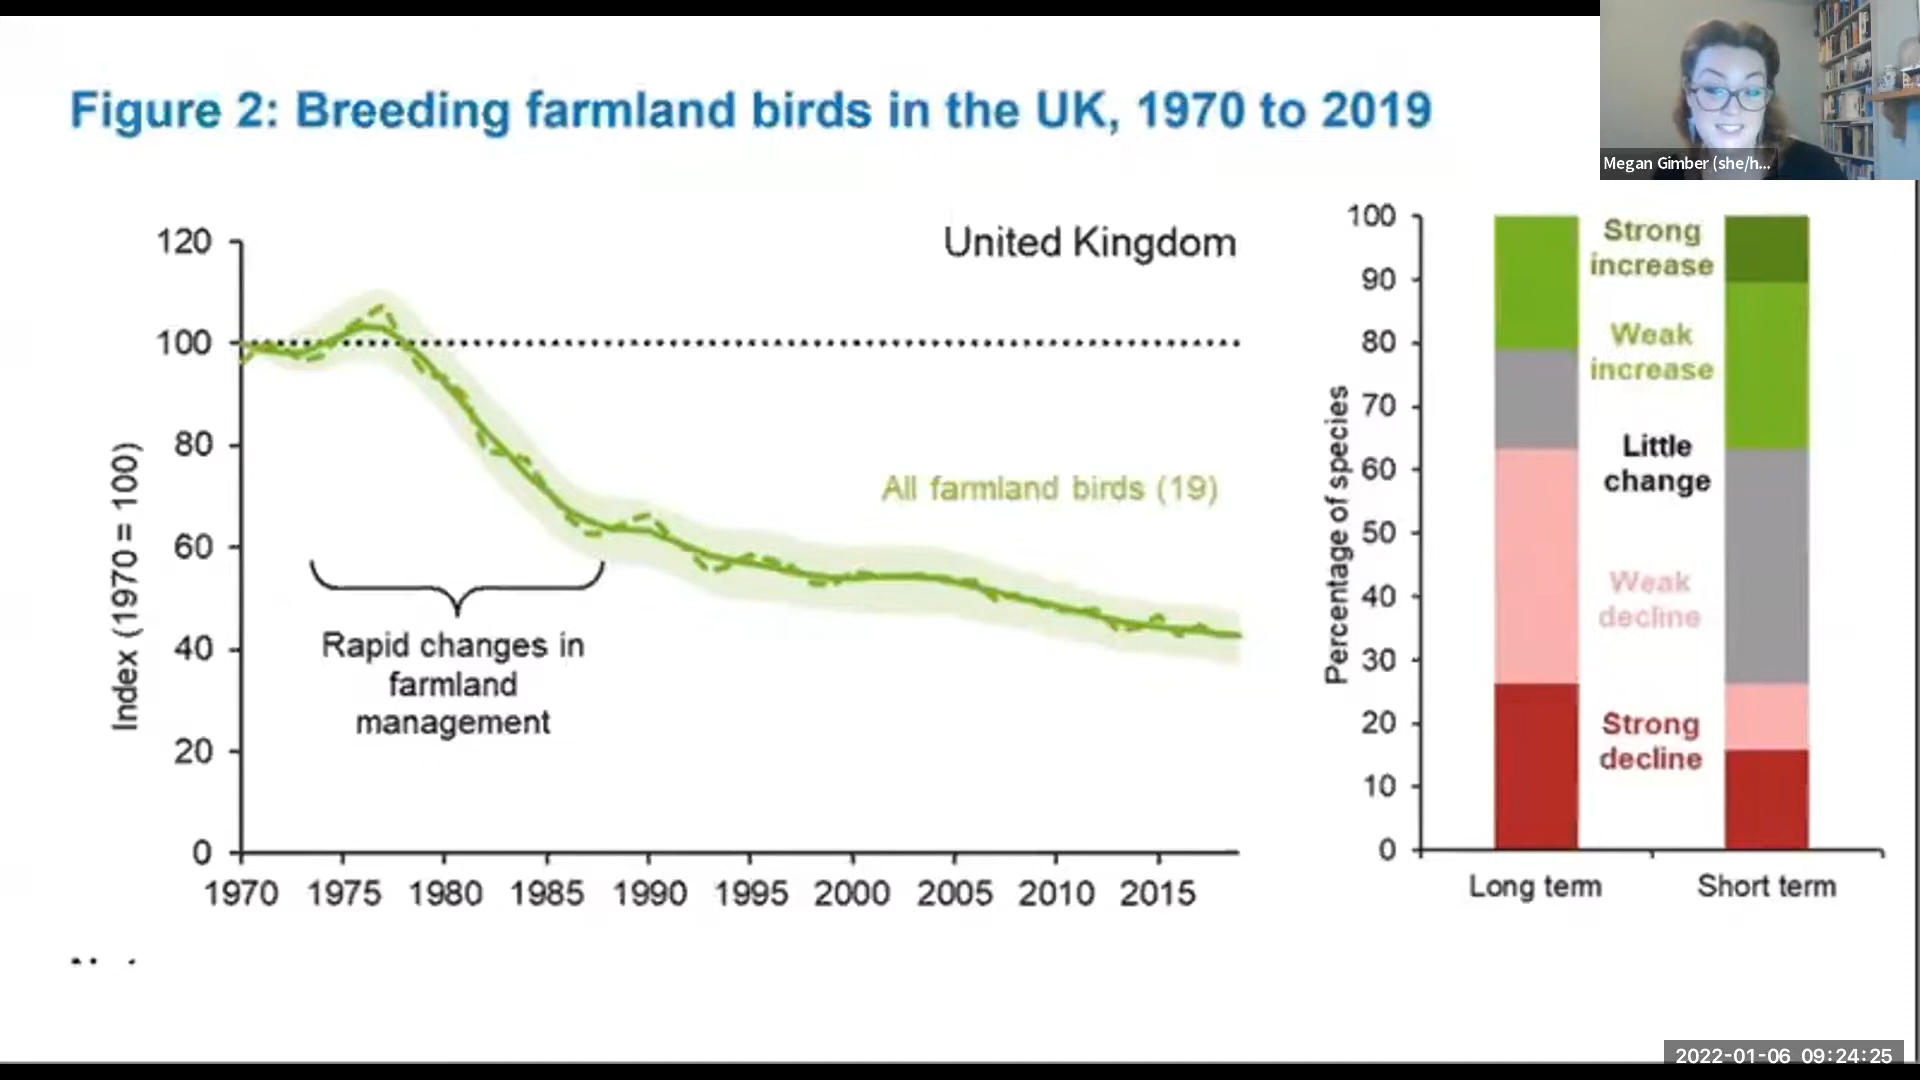 Figure 2: Breeding farmland birds in the UK, 1970 to 2019
Megan Gimber (she/h...
United Kingdom
120
100
80
60
40
20
0
Index (1970 = 100)
All farmland birds (19)
Rapid changes in
farmland
management
1970 1975 1980 1985 1990 1995 2000 2005 2010 2015
100
90
80
70
60
50
40
30
20
10
0
Percentage of species
Strong
increase
Weak
increase
Little
change
Weak
decline
Strong
decline
Long term
Short term
2022-01-06 09:24:25